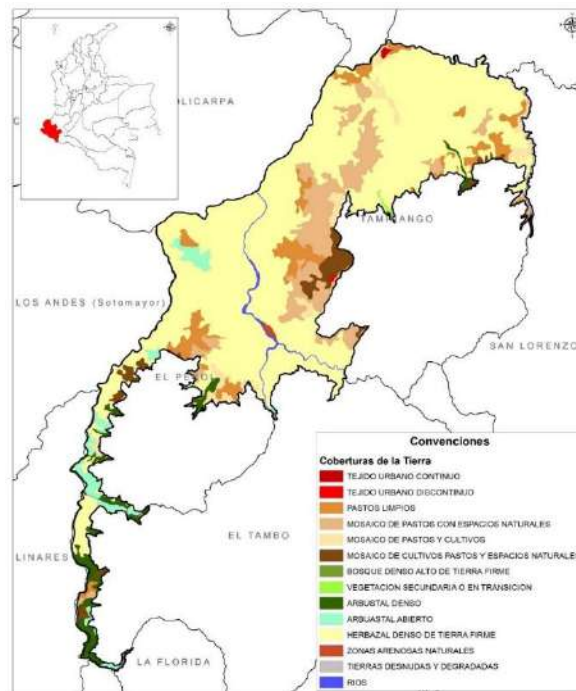 OLICARPA
TAMINANGO
LOS ANDES (Sotomayor)
SAN LORENZO
EL PEÑOL
EL TAMBO
LINARES
LA FLORIDA
Convenciones
Coberturas de la Tierra
TEJIDO URBANO CONTINUO
TEJIDO URBANO DISCONTINUO
PASTOS LIMPIOS
MOSAICO DE PASTOS CON ESPACIOS NATURALES
MOSAICO DE PASTOS Y CULTIVOS
MOSAICO DE CULTIVOS PASTOS Y ESPACIOS NATURALES
BOSQUE DENSO ALTO DE TIERRA FIRME
VEGETACION SECUNDARIA O EN TRANSICION
ARBUSTAL DENSO
ARBUASTAL ABIERTO
HERBAZAL DENSO DE TIERRA FIRME
ZONAS ARENOSAS NATURALES
TIERRAS DESNUDAS Y DEGRADADAS
RIOS